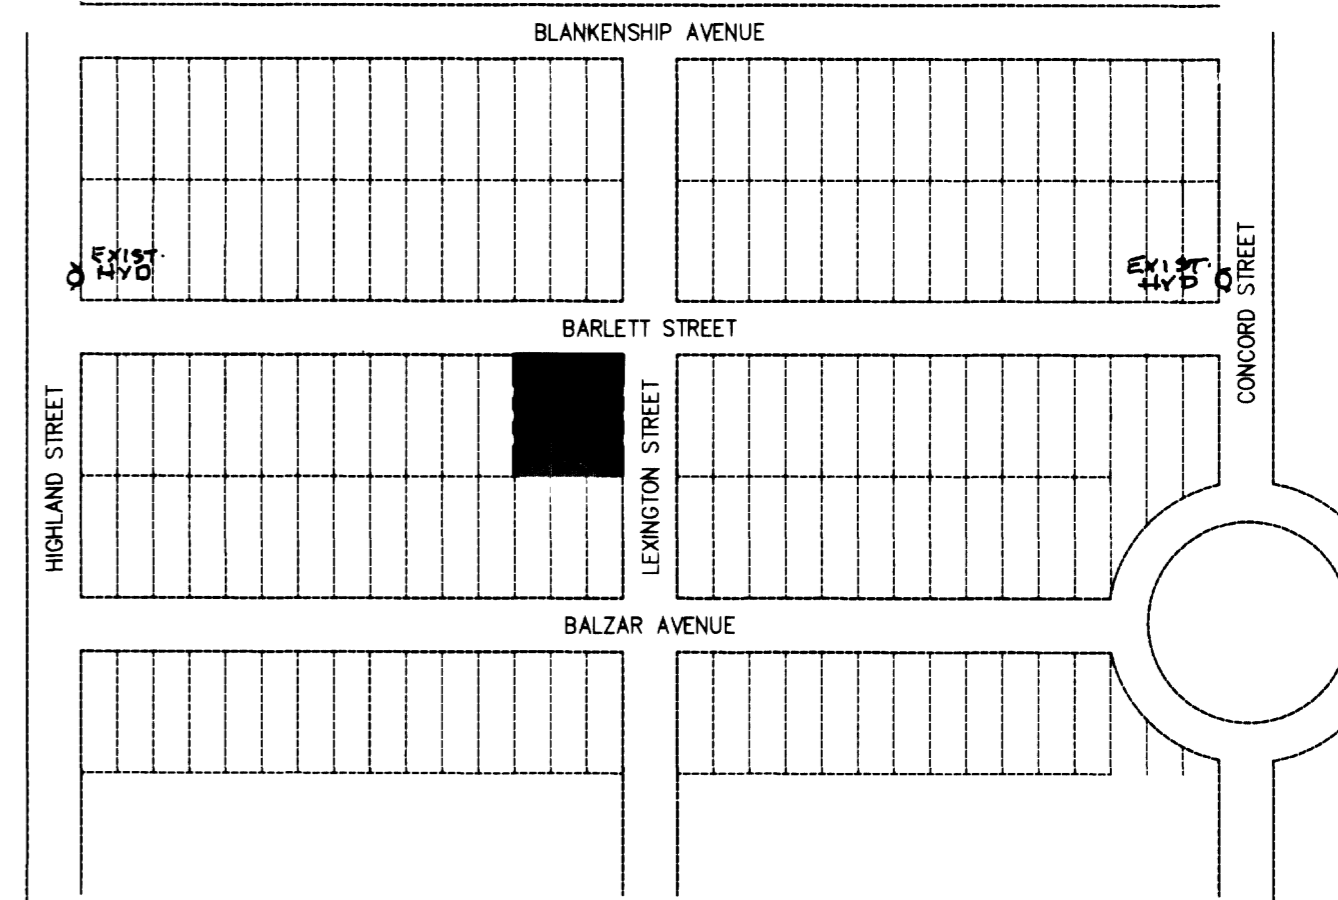 BLANKENSHIP AVENUE
EXIST.
HYD
EXIST.
HYD
CONCORD STREET
BARLETT STREET
HIGHLAND STREET
LEXINGTON STREET
BALZAR AVENUE